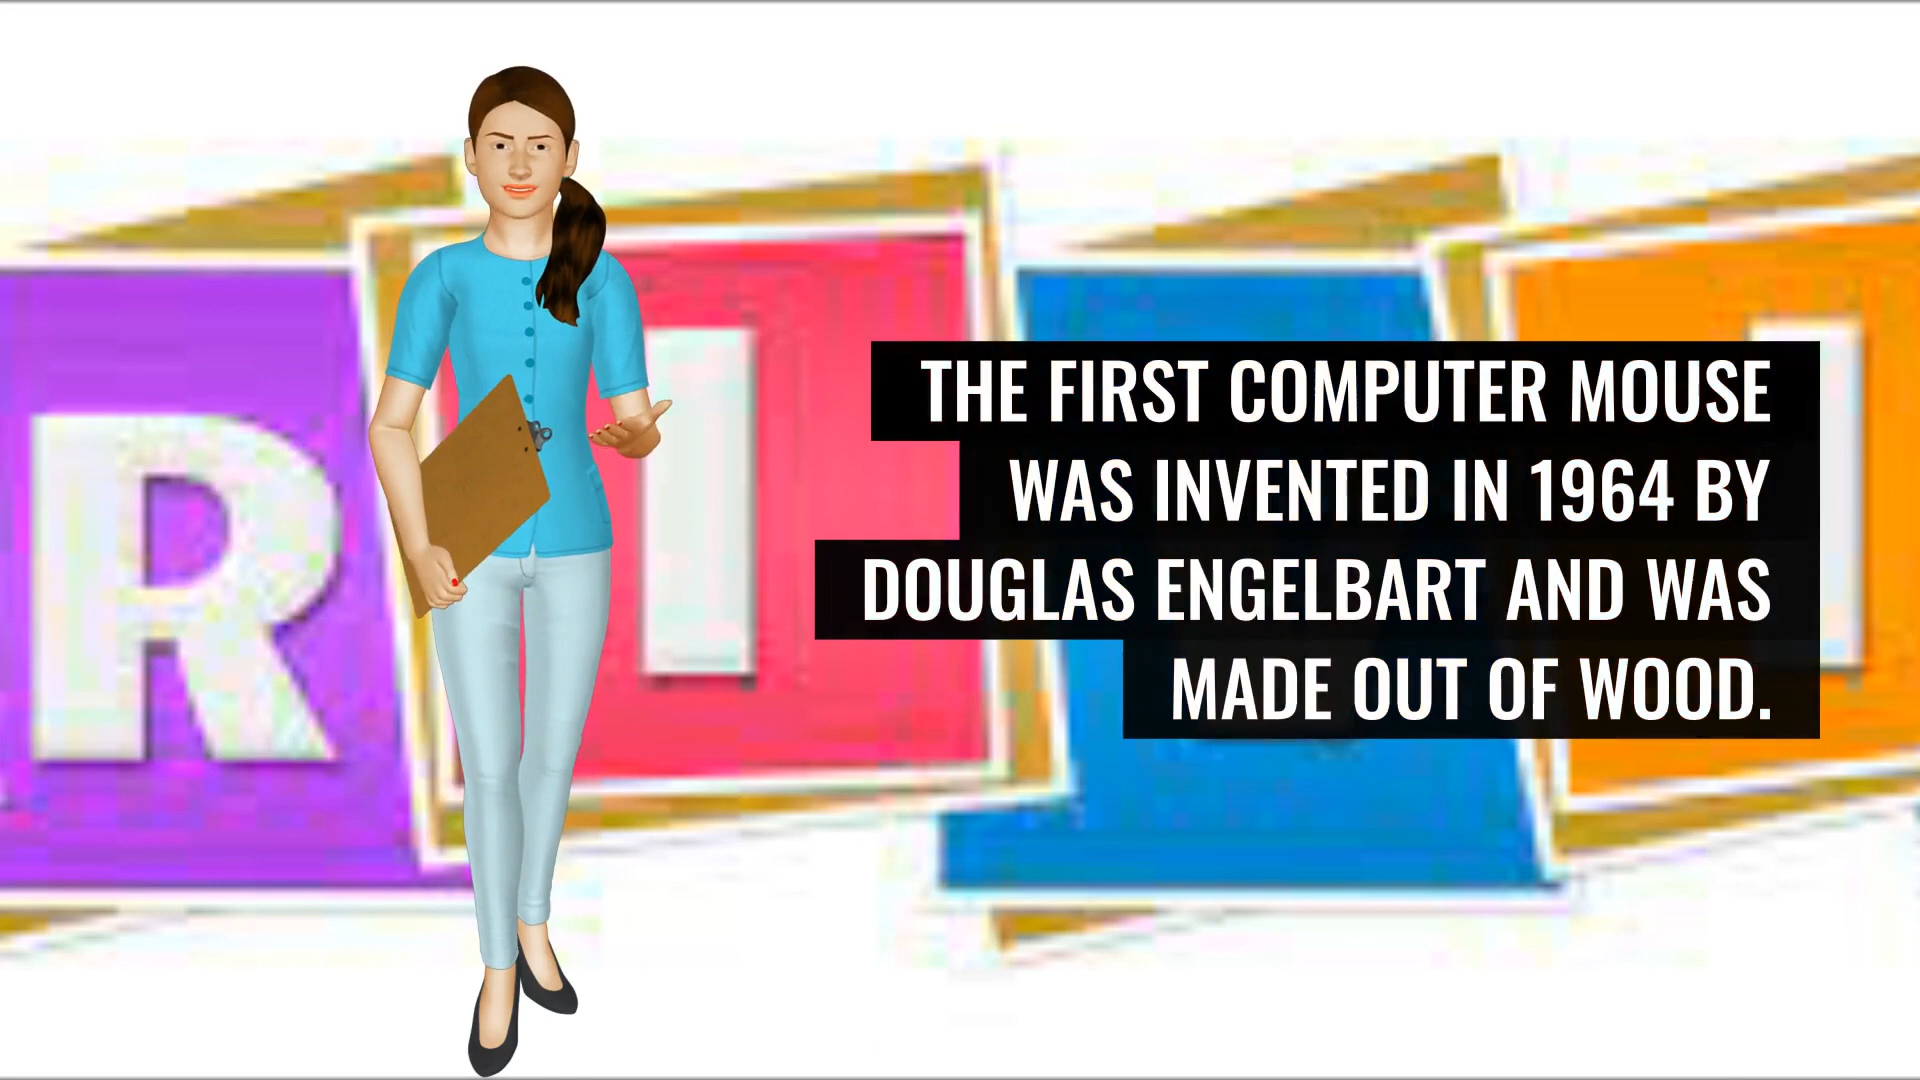 R I I
THE FIRST COMPUTER MOUSE
WAS INVENTED IN 1964 BY
DOUGLAS ENGELBART AND WAS
MADE OUT OF WOOD.